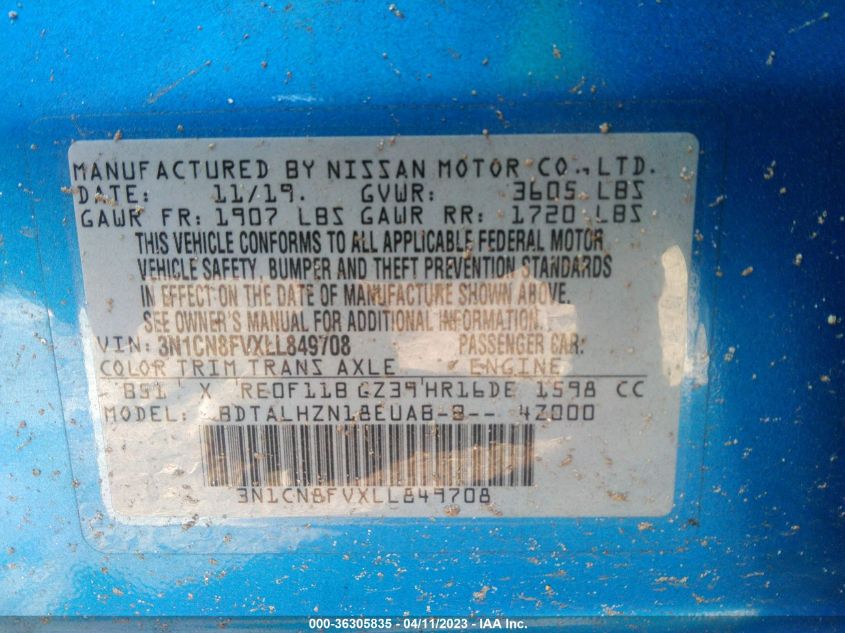 MANUFACTURED BY NISSAN MOTOR CO., LTD.
DATE: 11/19. GVWR: 3605 LBS
GAWR FR: 1907 LBS GAWR RR: 1720 LBS
THIS VEHICLE CONFORMS TO ALL APPLICABLE FEDERAL MOTOR
VEHICLE SAFETY, BUMPER AND THEFT PREVENTION STANDARDS
IN EFFECT ON THE DATE OF MANUFACTURE SHOWN ABOVE.
SEE OWNER'S MANUAL FOR ADDITIONAL INFORMATION.
VIN: 3N1CN8FVXLL849708 PASSENGER CAR:
COLOR TRIM TRANS AXLE ENGINE
X RE0F11B GZ39 HR16DE 1598 CC
MODEL: BDTALHZN18EUAB-B-- 4Z000
3N1CN8FVXLL849708
000-36305835 - 04/11/2023 - IAA Inc.